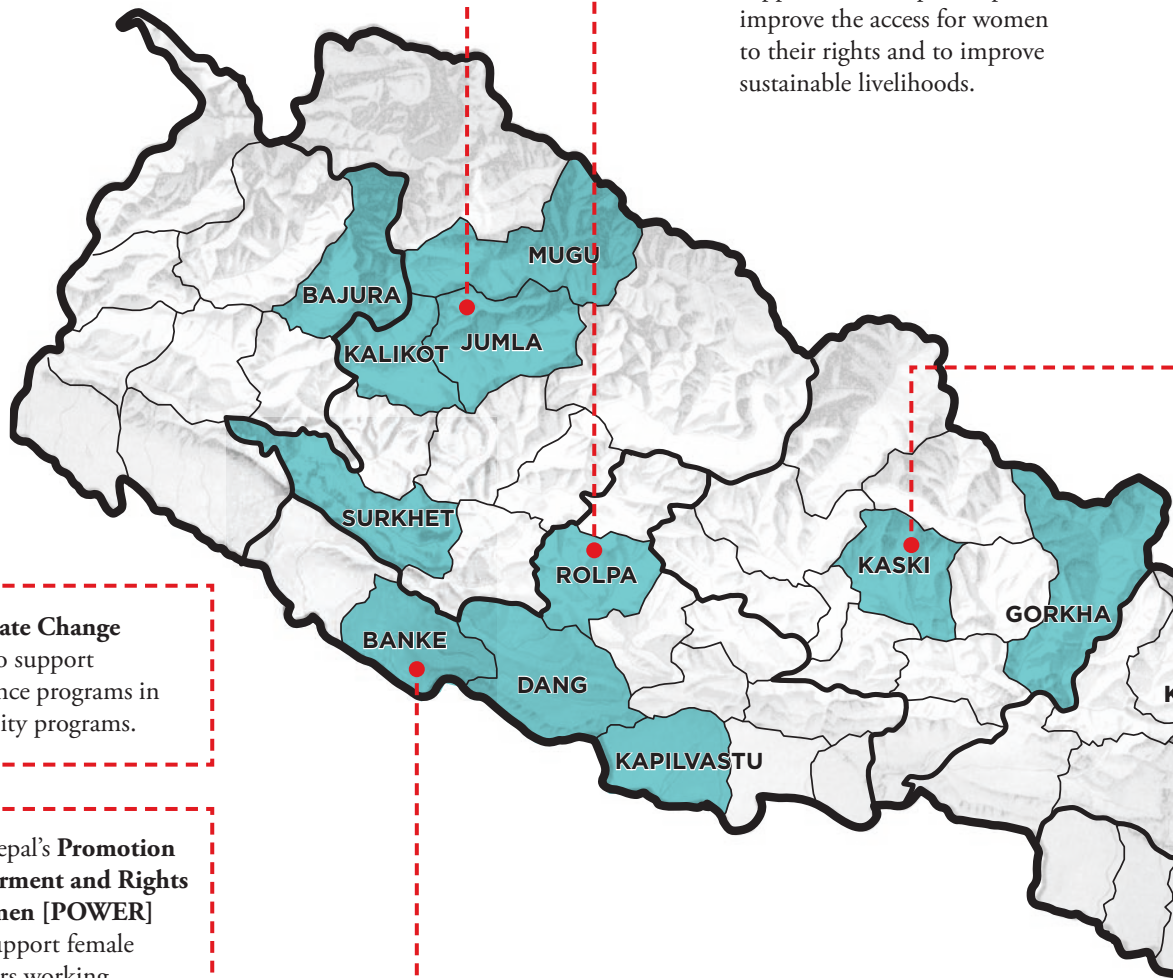 improve the access for women
to their rights and to improve
sustainable livelihoods.
MUGU
BAJURA
KALIKOT
JUMLA
SURKHET
ROLPA
KASKI
GORKHA
BANKE
DANG
KAPILVASTU
ate Change
o support
nce programs in
ity programs.
epal's Promotion
rment and Rights
men [POWER]
upport female
rs working